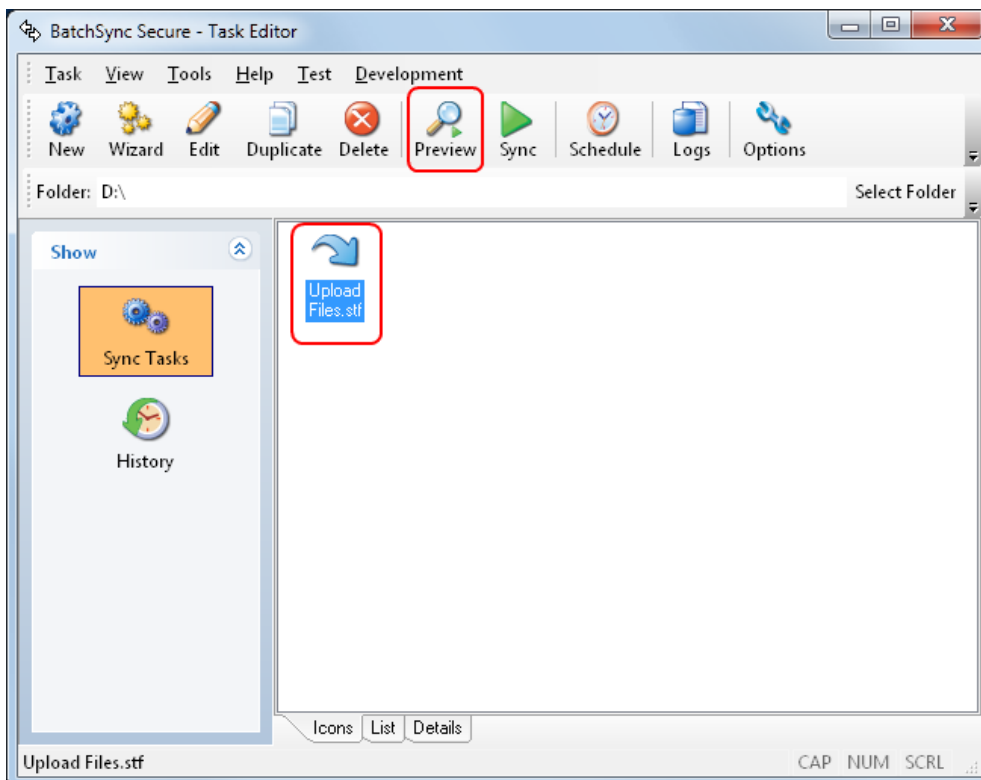 BatchSync Secure - Task Editor
Task View Tools Help Test Development
New Wizard Edit Duplicate Delete Preview Sync Schedule Logs Options
Folder: D:\ Select Folder
Show
Sync Tasks
History
Upload
Files.stf
Icons List Details
Upload Files.stf CAP NUM SCRL